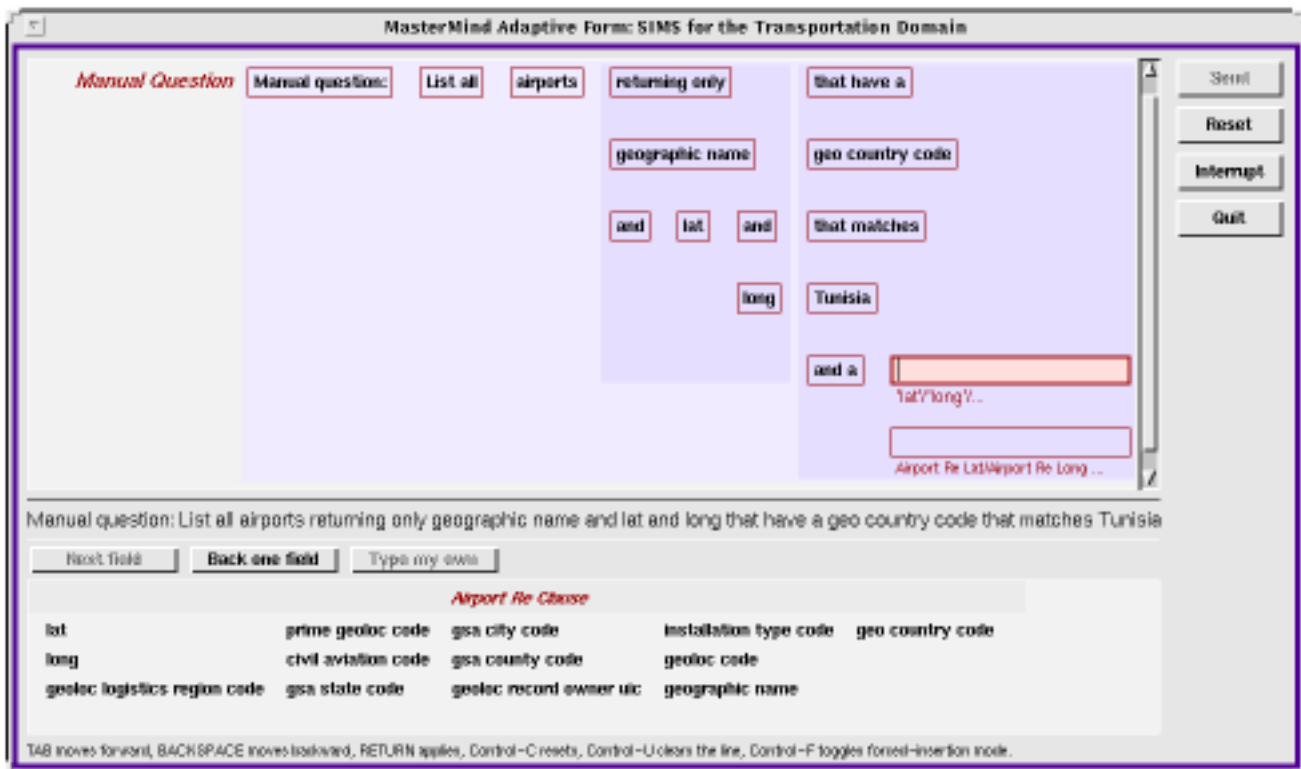 MasterMind Adaptive Form: SIMS for the Transportation Domain
Manual Question Manual question: List all airports returning only that have a
Send
Reset
geographic name geo country code
Interrupt
and lat and that matches
Quit
long Tunisia
and a
'lat'/'long'/...
Airport Re Lat/Airport Re Long ...
Manual question: List all airports returning only geographic name and lat and long that have a geo country code that matches Tunisia
Next field Back one field Type my own
Airport Re Clause
lat prime geoloc code gsa city code installation type code geo country code
long civil aviation code gsa county code geoloc code
geoloc logistics region code gsa state code geoloc record owner uic geographic name
TAB moves forward, BACKSPACE moves backward, RETURN applies, Control-C resets, Control-U clears the line, Control-F toggles forced-insertion mode.